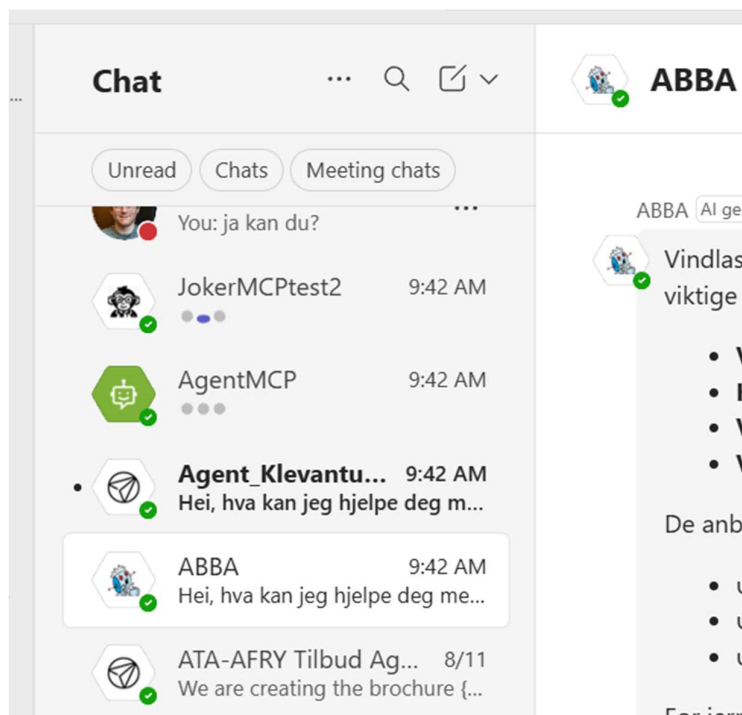 Chat
Unread
Chats
Meeting chats
You: ja kan du?
JokerMCPtest2
9:42 AM
AgentMCP
9:42 AM
Agent_Klevantu...
9:42 AM
Hei, hva kan jeg hjelpe deg m...
ABBA
9:42 AM
Hei, hva kan jeg hjelpe deg me...
ATA-AFRY Tilbud Ag...
8/11
We are creating the brochure {...
ABBA
ABBA AI ge
Vindlas
viktige
De anb